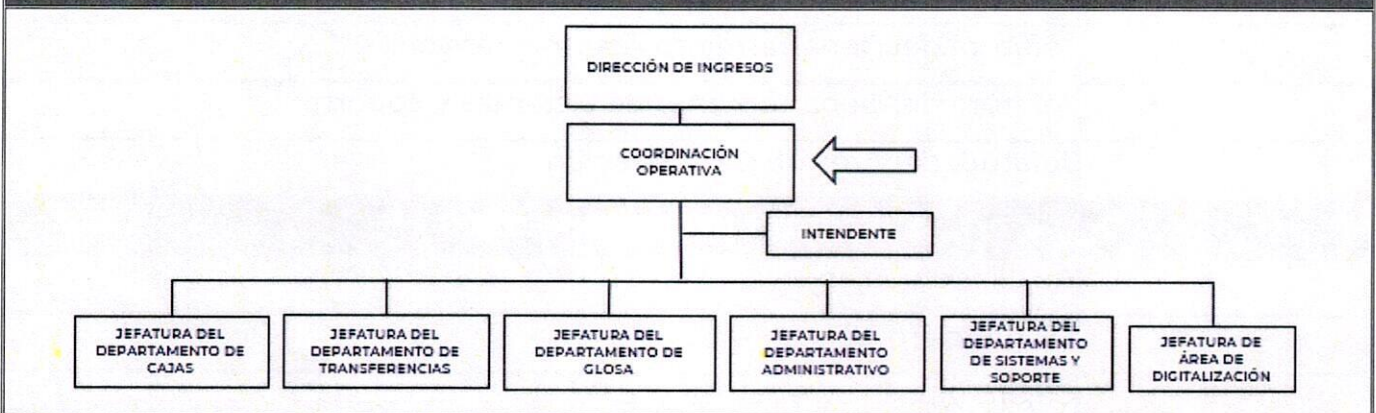 DIRECCIÓN DE INGRESOS
COORDINACIÓN
OPERATIVA
INTENDENTE
JEFATURA DEL
DEPARTAMENTO DE
CAJAS
JEFATURA DEL
DEPARTAMENTO DE
TRANSFERENCIAS
JEFATURA DEL
DEPARTAMENTO DE
GLOSA
JEFATURA DEL
DEPARTAMENTO
ADMINISTRATIVO
JEFATURA DEL
DEPARTAMENTO
DE SISTEMAS Y
SOPORTE
JEFATURA DE
ÁREA DE
DIGITALIZACIÓN